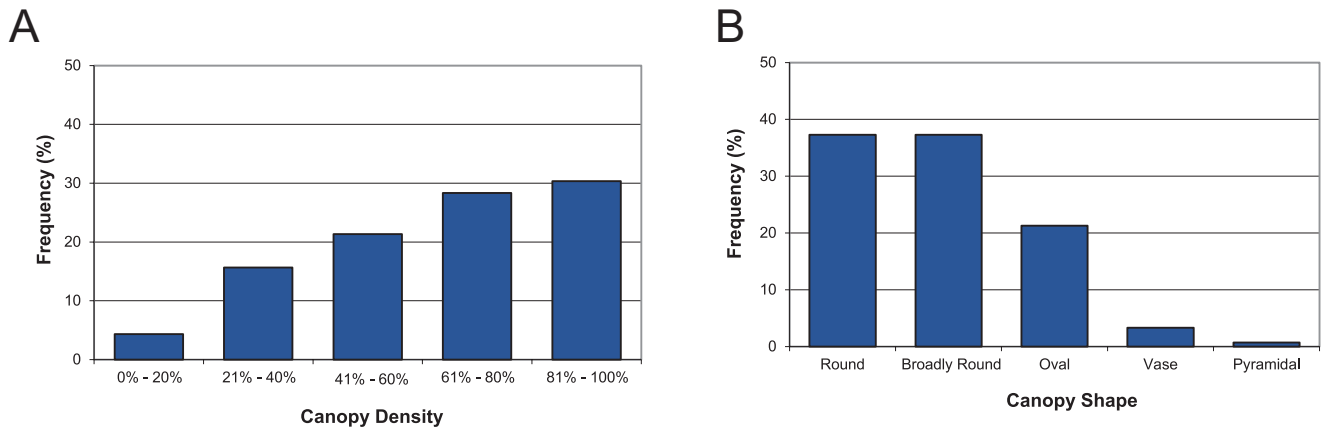 A
50
40
30
20
10
0
Frequency (%)
0% - 20% 21% - 40% 41% - 60% 61% - 80% 81% - 100%
Canopy Density
B
50
40
30
20
10
0
Frequency (%)
Round Broadly Round Oval Vase Pyramidal
Canopy Shape